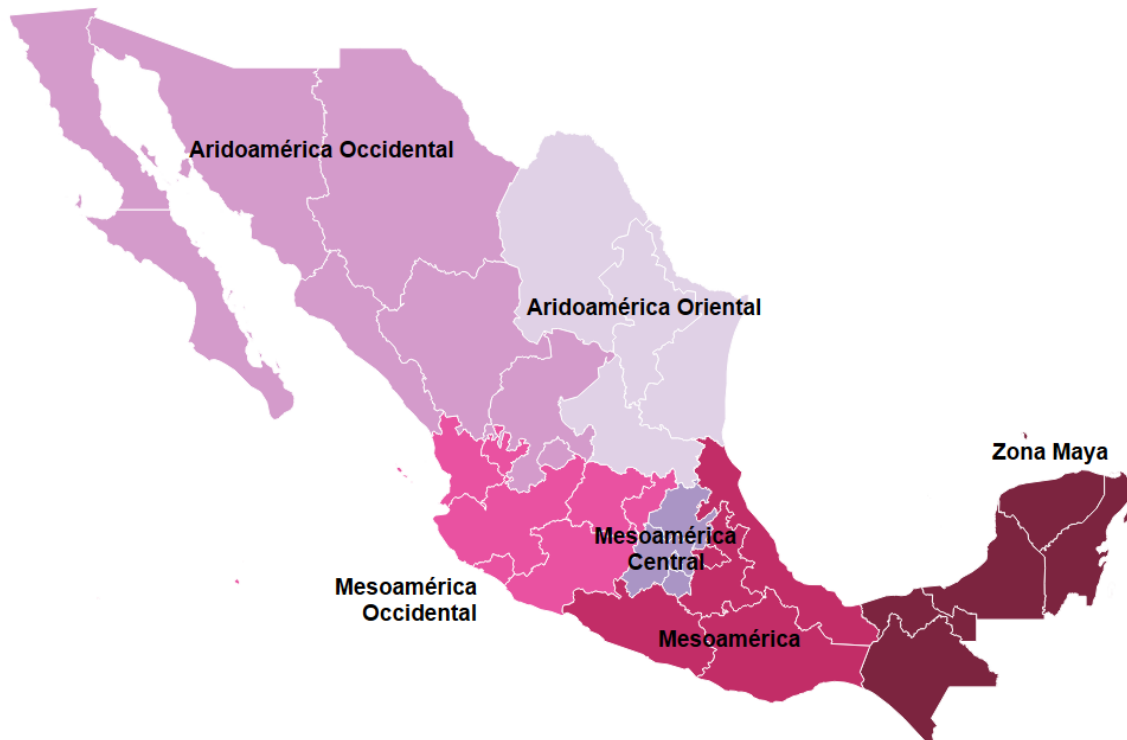 Aridoamérica Occidental
Aridoamérica Oriental
Zona Maya
Mesoamérica
Central
Mesoamérica
Occidental
Mesoamérica